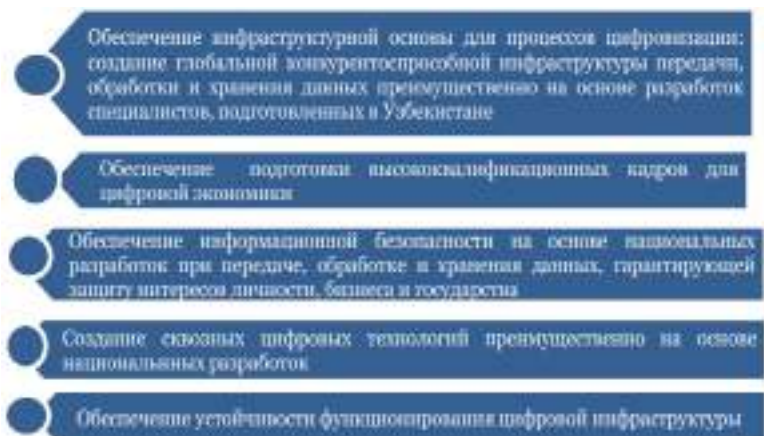 Обеспечение инфраструктурной основы для процессов цифровизации:
создание глобальной конкурентоспособной инфраструктуры передачи,
обработки и хранения данных преимущественно на основе разработок
специалистов, подготовленных в Узбекистане
Обеспечение подготовки высококвалификационных кадров для
цифровой экономики
Обеспечение информационной безопасности на основе национальных
разработок при передаче, обработке и хранения данных, гарантирующей
защиту интересов личности, бизнеса и государства
Создание сквозных цифровых технологий преимущественно на основе
национальных разработок
Обеспечение устойчивости функционирования цифровой инфраструктуры